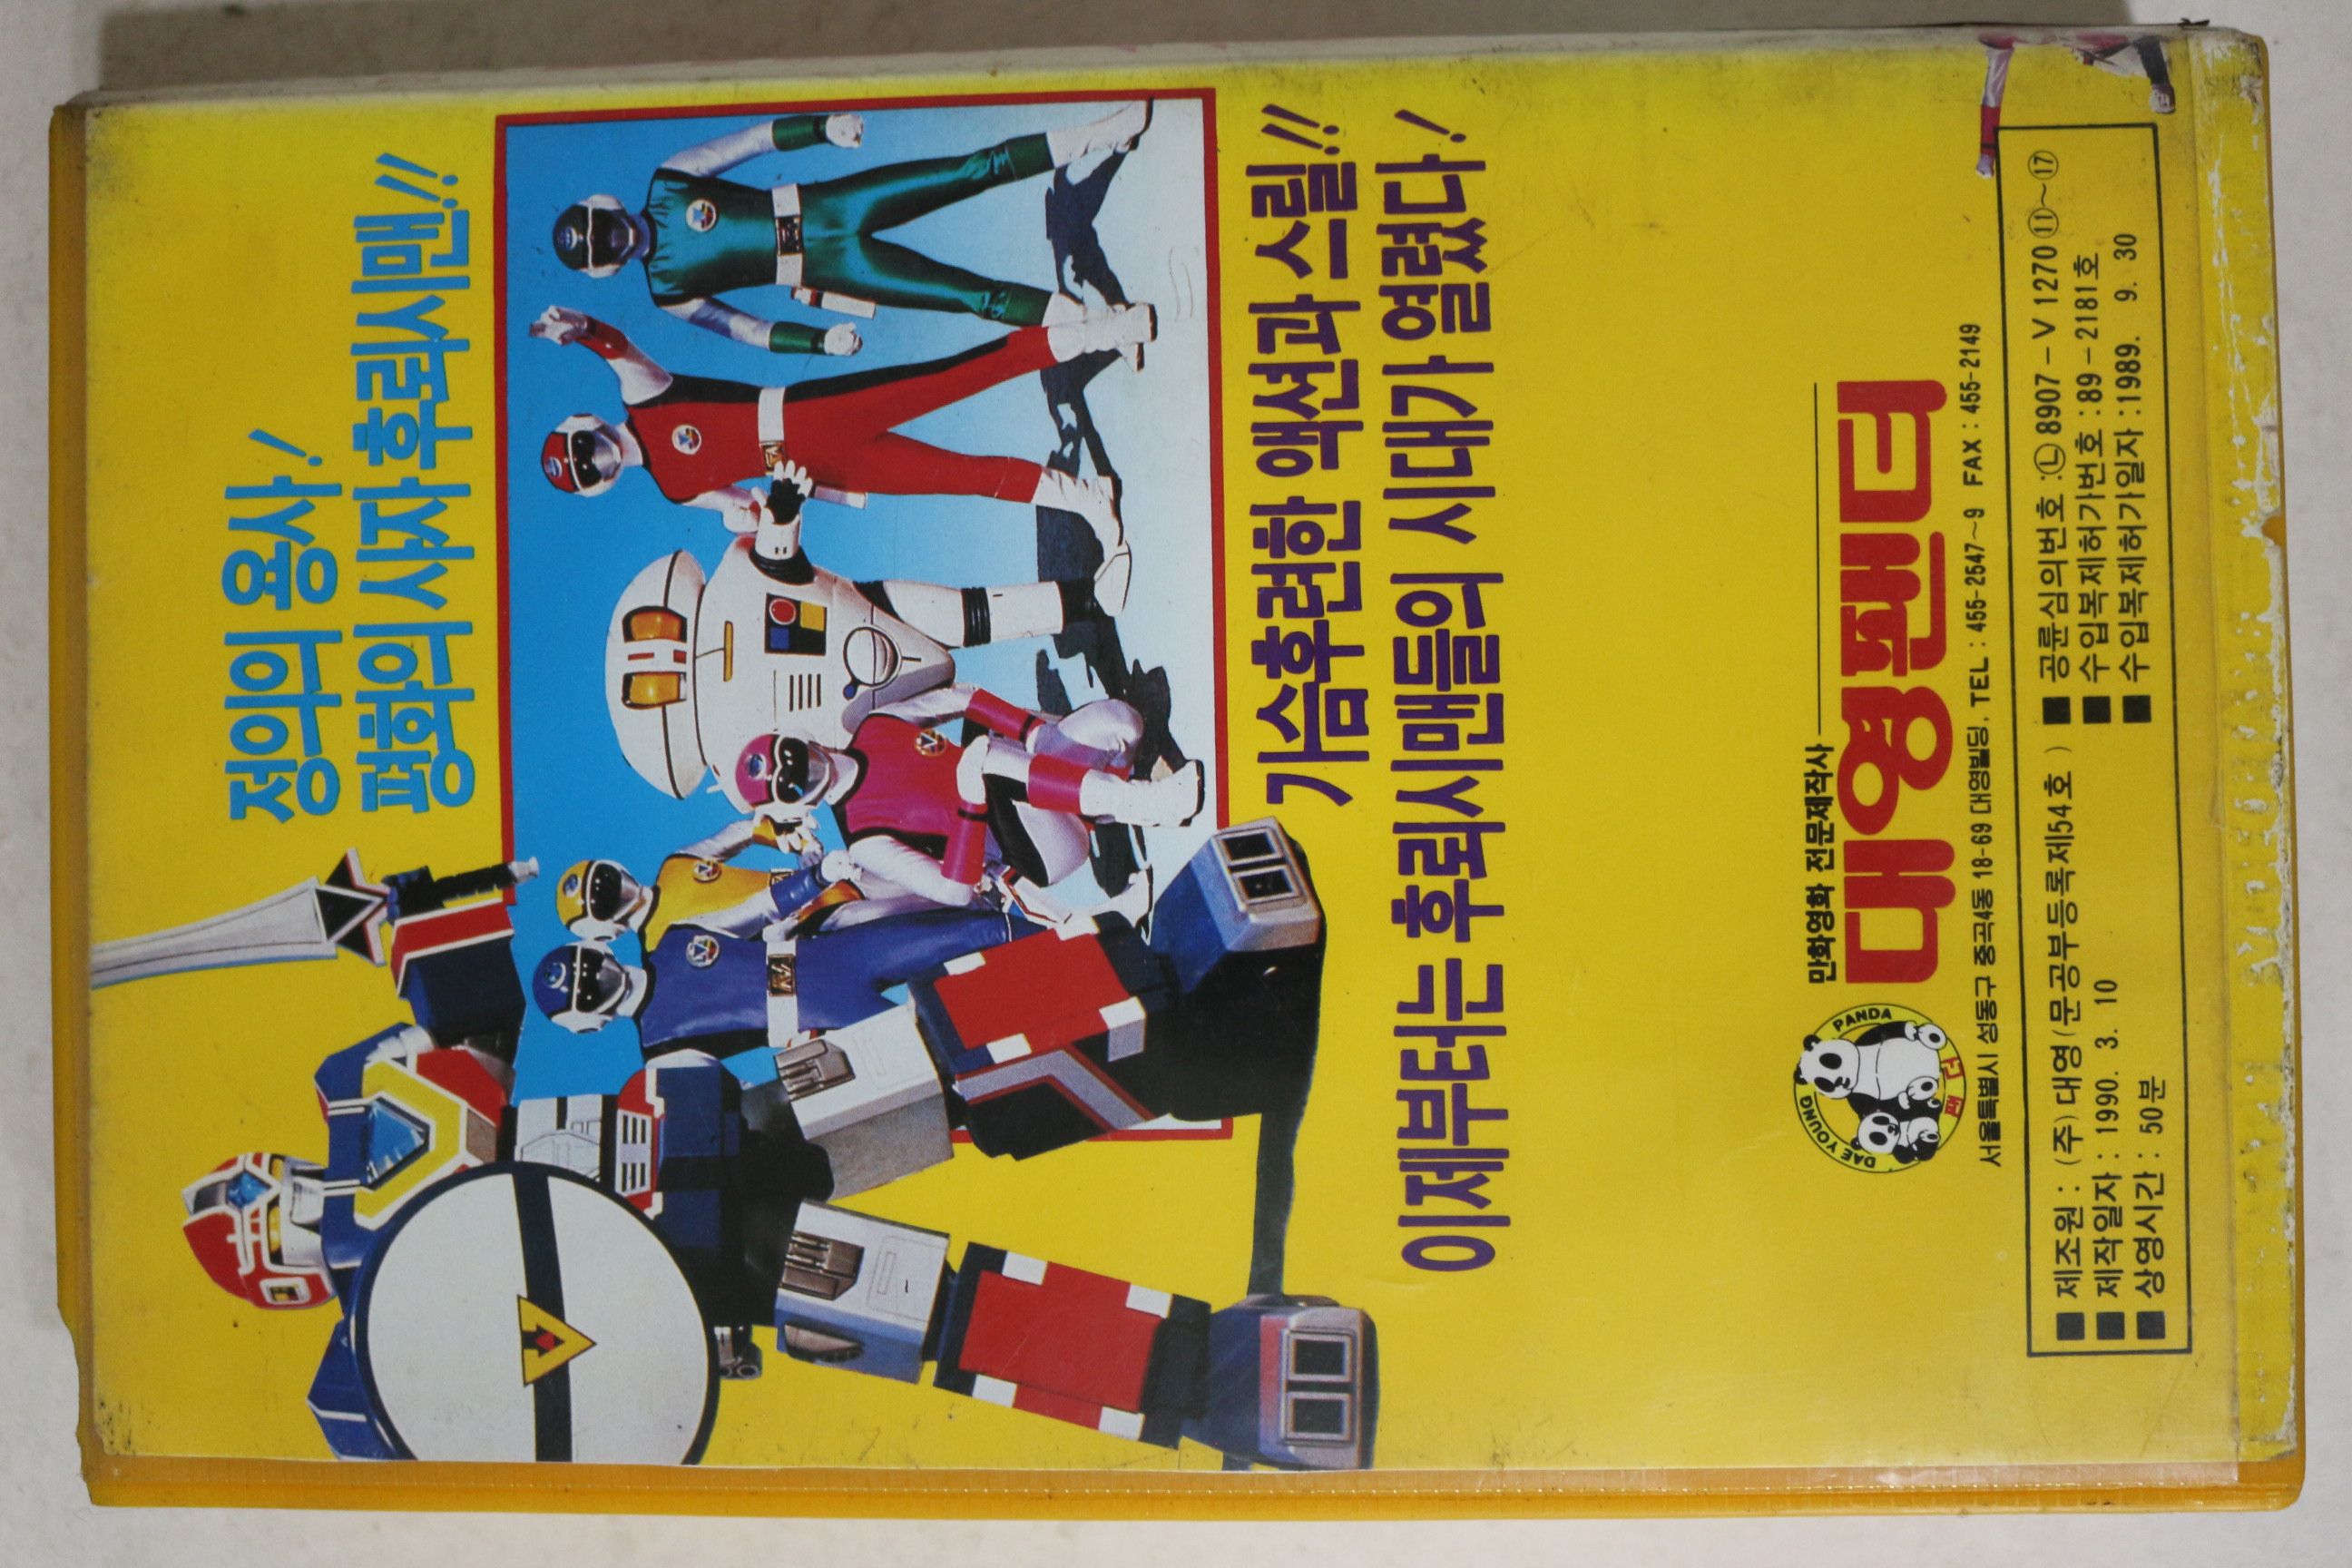 정의의 용사!
평화의 사자 후뢰시맨!!
가슴후련한 액션과 스릴!!
이제부터는 후뢰시맨들의 시대가 열렸다!
만화영화 전문제작사
대영팬더
DAE YOUNG PANDA
팬더
서울특별시 성동구 중곡4동 18-69 대영빌딩. TEL : 455-2547~9 FAX : 455-2149
■ 제조원 : (주)대영(문공부등록제54호)
■ 제작일자 : 1990. 3. 10
■ 상영시간 : 50분
■ 공륜심의번호 : Ⓛ8907-V1270⑪~⑰
■ 수입복제허가번호 : 89-2181호
■ 수입복제허가일자 : 1989. 9. 30